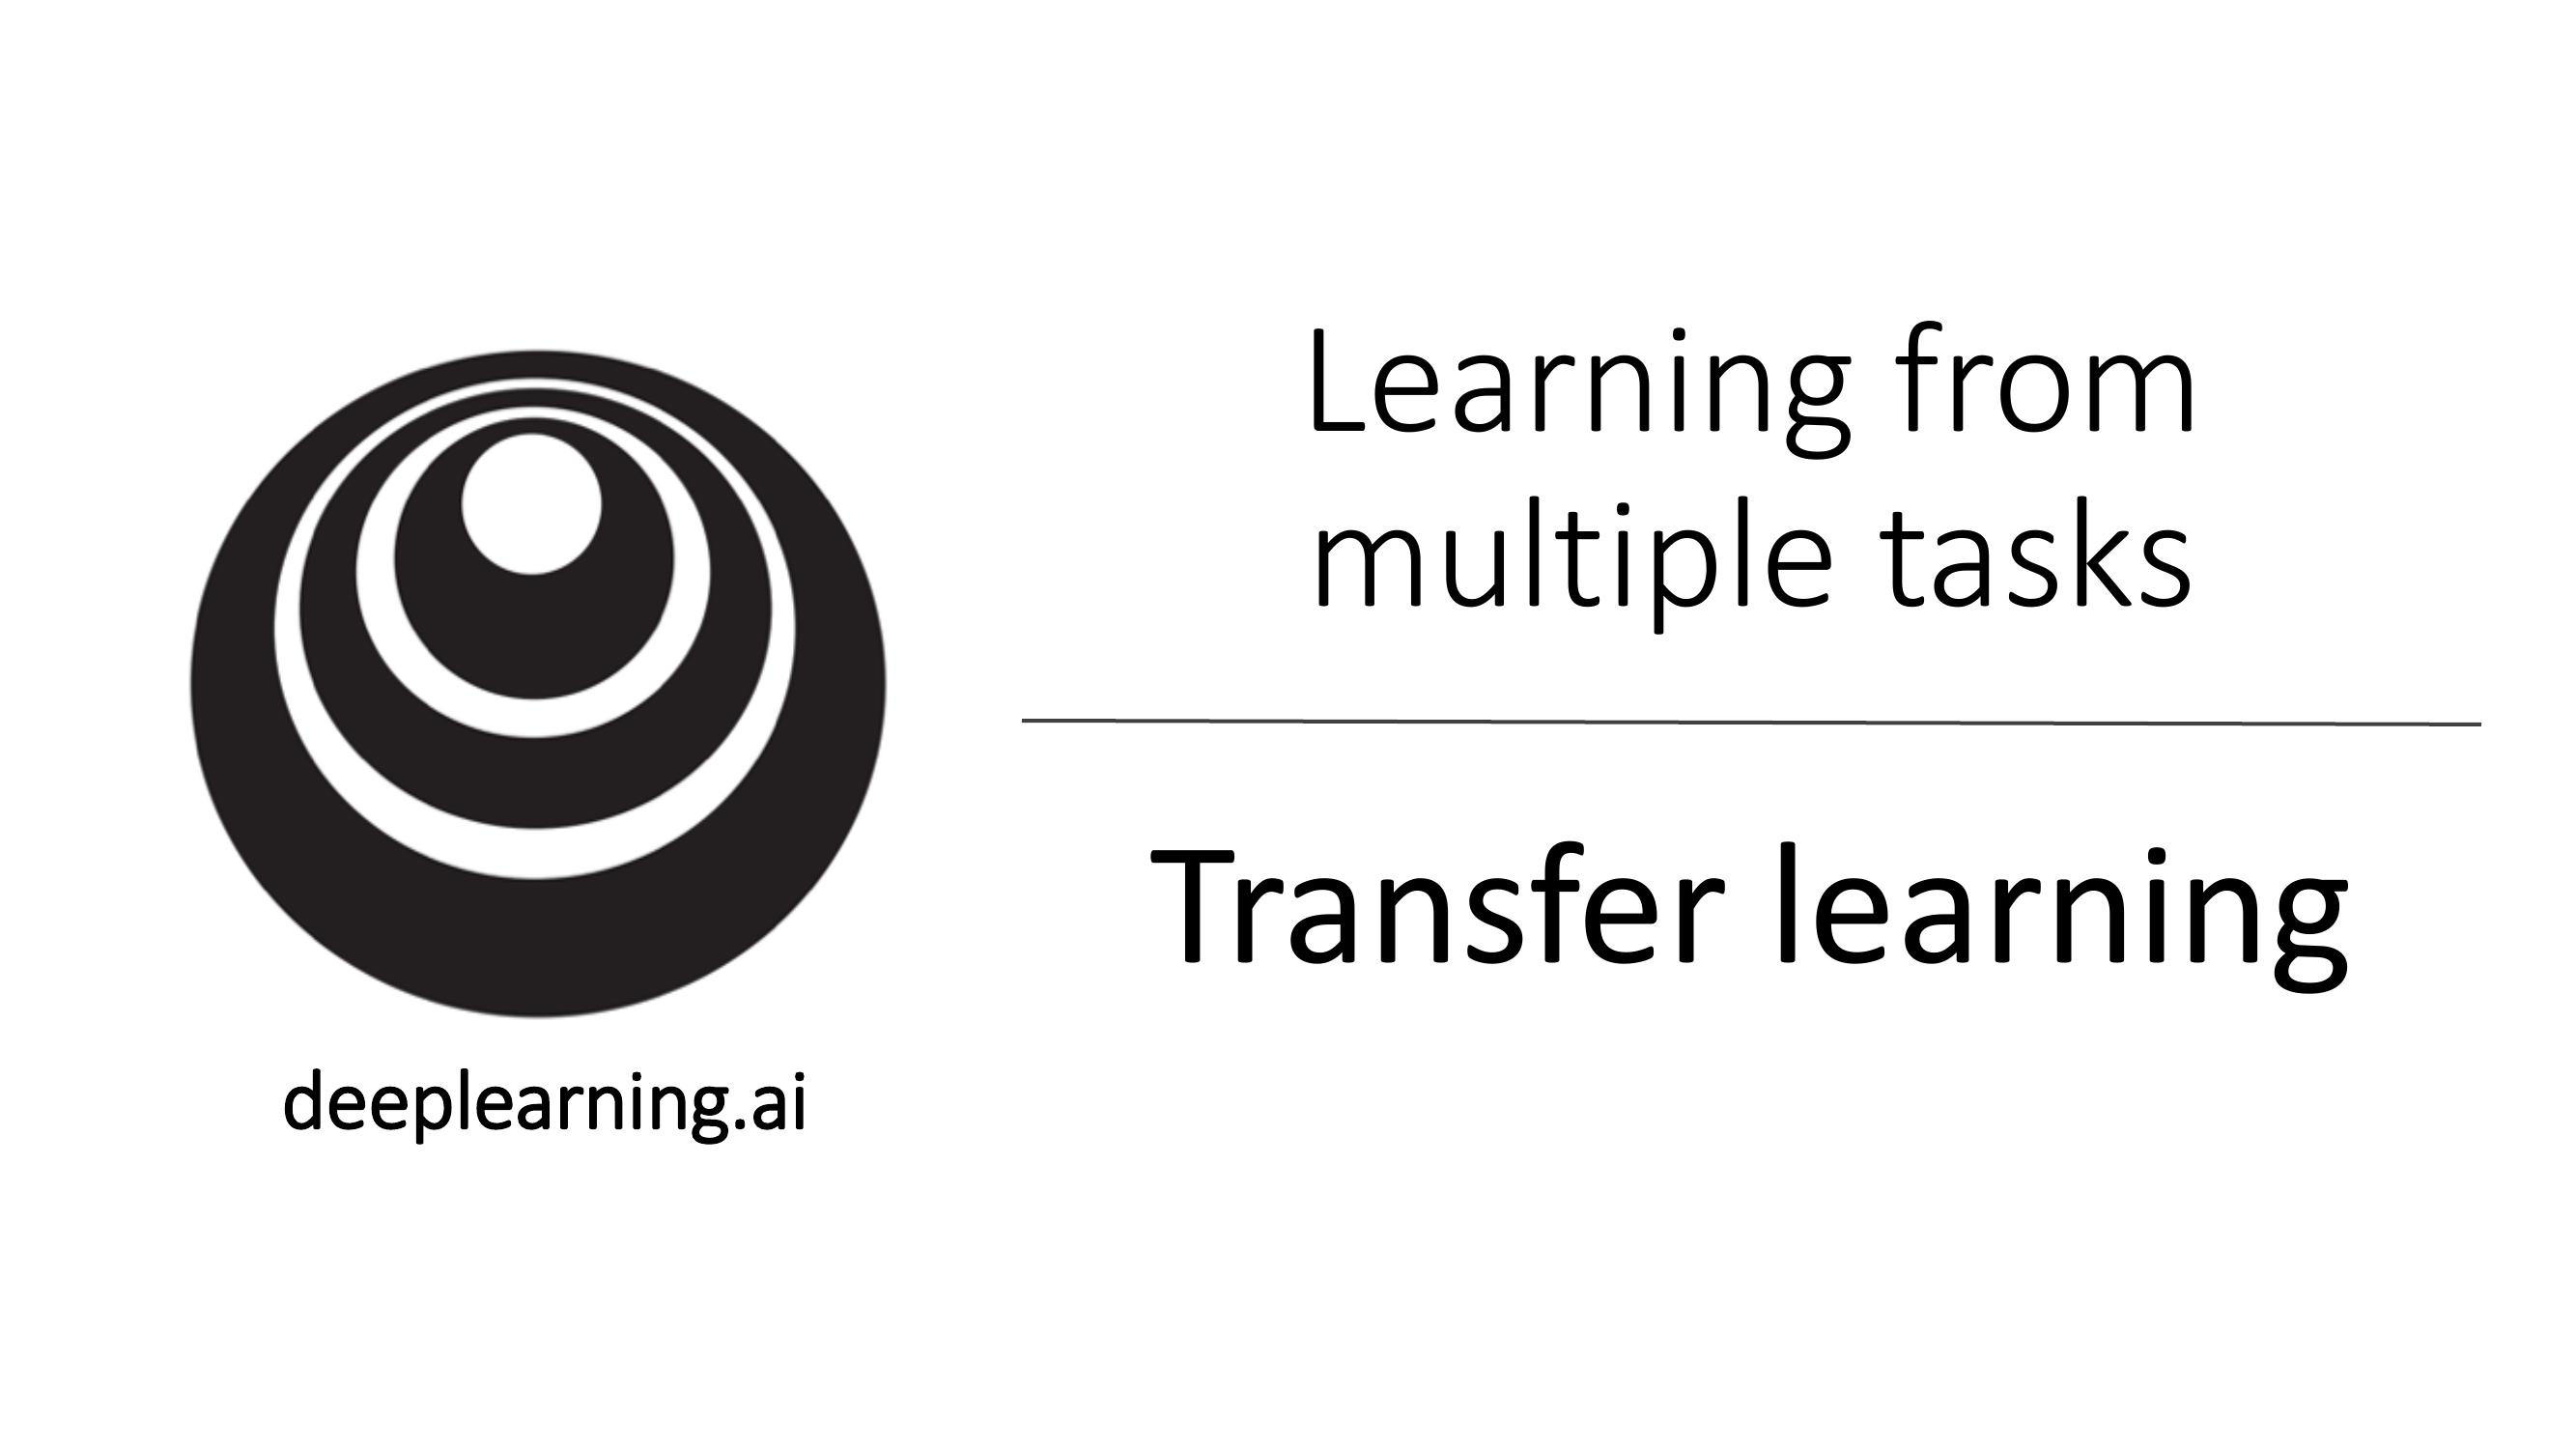 Learning from
multiple tasks
Transfer learning
deeplearning.ai